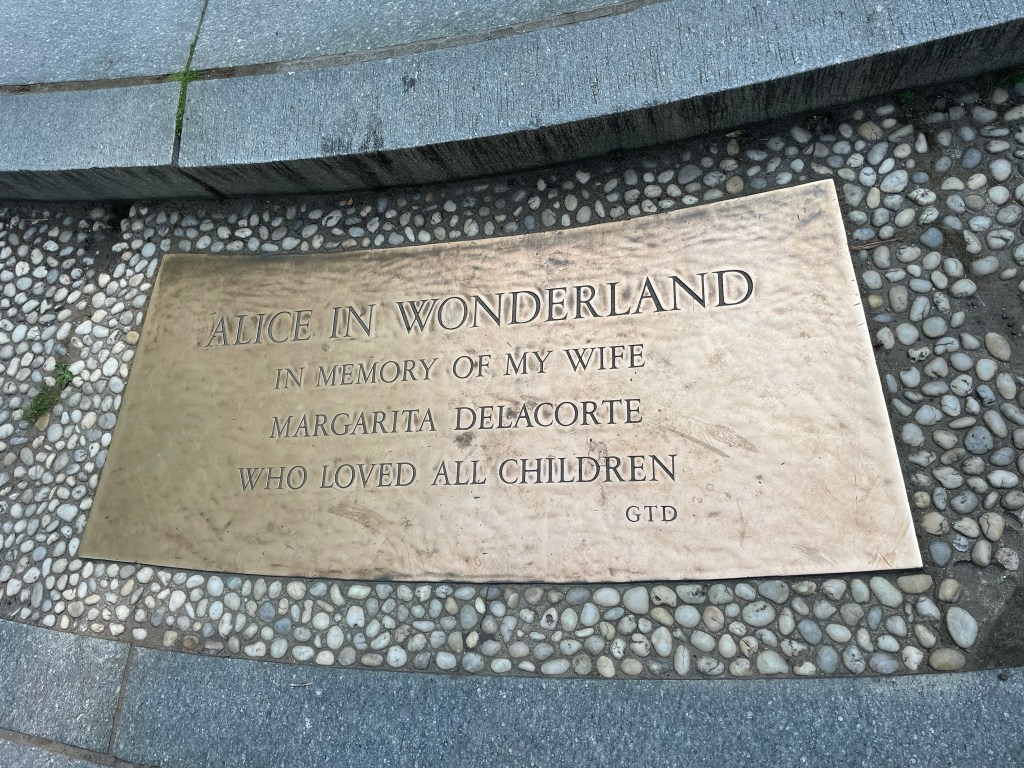 ALICE IN WONDERLAND
IN MEMORY OF MY WIFE
MARGARITA DELACORTE
WHO LOVED ALL CHILDREN
GTD